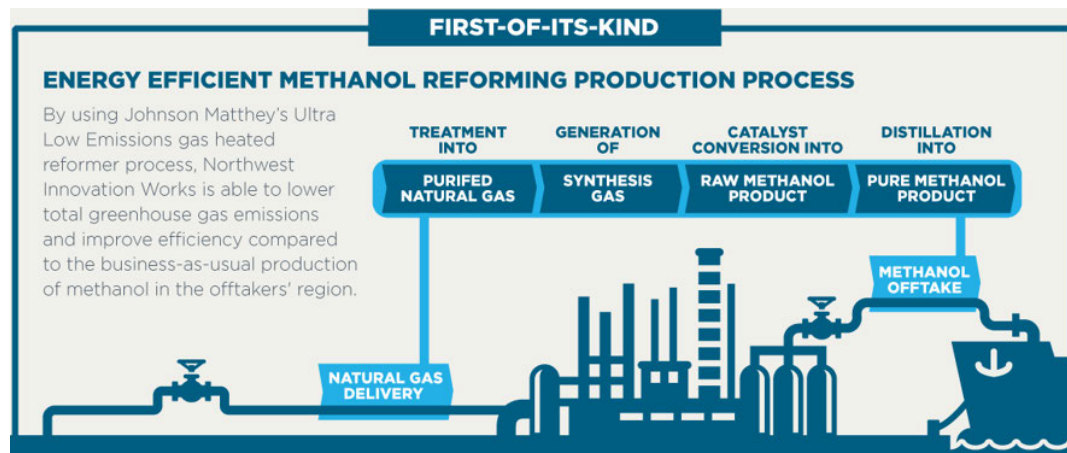 FIRST-OF-ITS-KIND
ENERGY EFFICIENT METHANOL REFORMING PRODUCTION PROCESS
By using Johnson Matthey's Ultra
Low Emissions gas heated
reformer process, Northwest
Innovation Works is able to lower
total greenhouse gas emissions
and improve efficiency compared
to the business-as-usual production
of methanol in the offtakers' region.
TREATMENT
INTO
PURIFED
NATURAL GAS
GENERATION
OF
SYNTHESIS
GAS
CATALYST
CONVERSION INTO
RAW METHANOL
PRODUCT
DISTILLATION
INTO
PURE METHANOL
PRODUCT
METHANOL
OFFTAKE
NATURAL GAS
DELIVERY